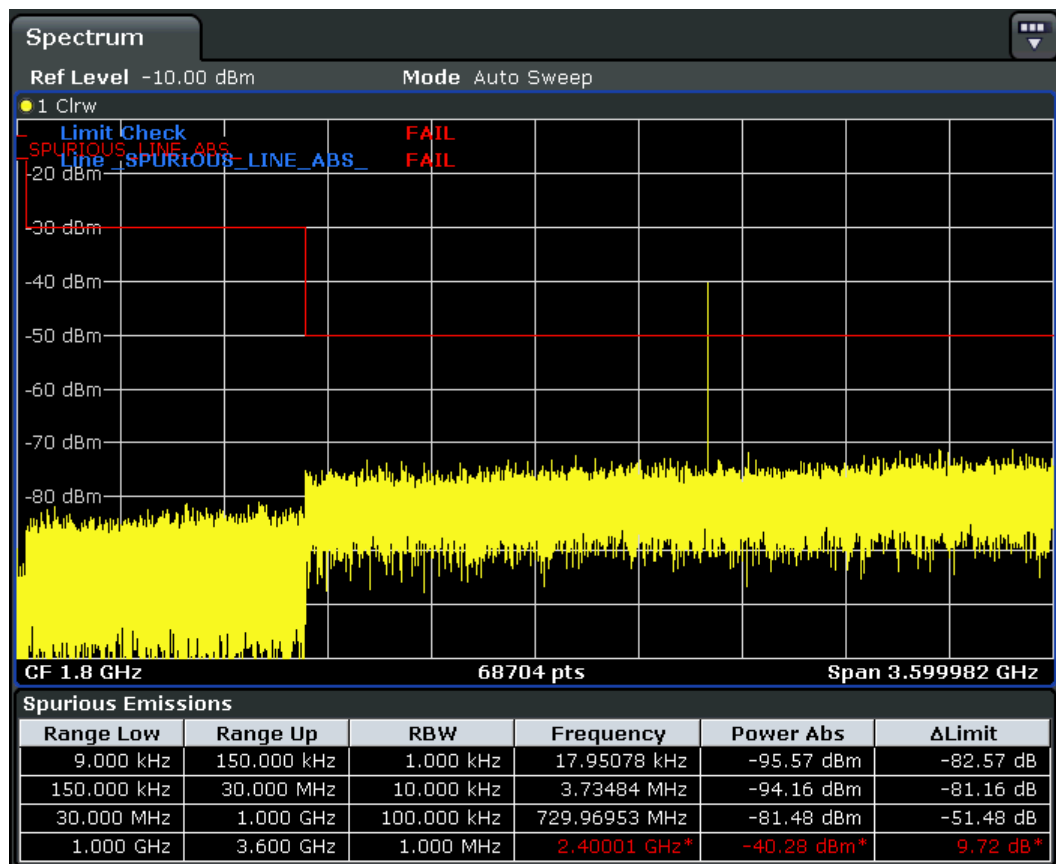 Spectrum
Ref Level -10.00 dBm Mode Auto Sweep
1 Clrw
Limit Check FAIL
_SPURIOUS_LINE_ABS_
Line _SPURIOUS_LINE_ABS_ FAIL
-20 dBm
-30 dBm
-40 dBm
-50 dBm
-60 dBm
-70 dBm
-80 dBm
CF 1.8 GHz 68704 pts Span 3.599982 GHz
Spurious Emissions
Range Low Range Up RBW Frequency Power Abs ΔLimit
9.000 kHz 150.000 kHz 1.000 kHz 17.95078 kHz -95.57 dBm -82.57 dB
150.000 kHz 30.000 MHz 10.000 kHz 3.73484 MHz -94.16 dBm -81.16 dB
30.000 MHz 1.000 GHz 100.000 kHz 729.96953 MHz -81.48 dBm -51.48 dB
1.000 GHz 3.600 GHz 1.000 MHz 2.40001 GHz* -40.28 dBm* 9.72 dB*